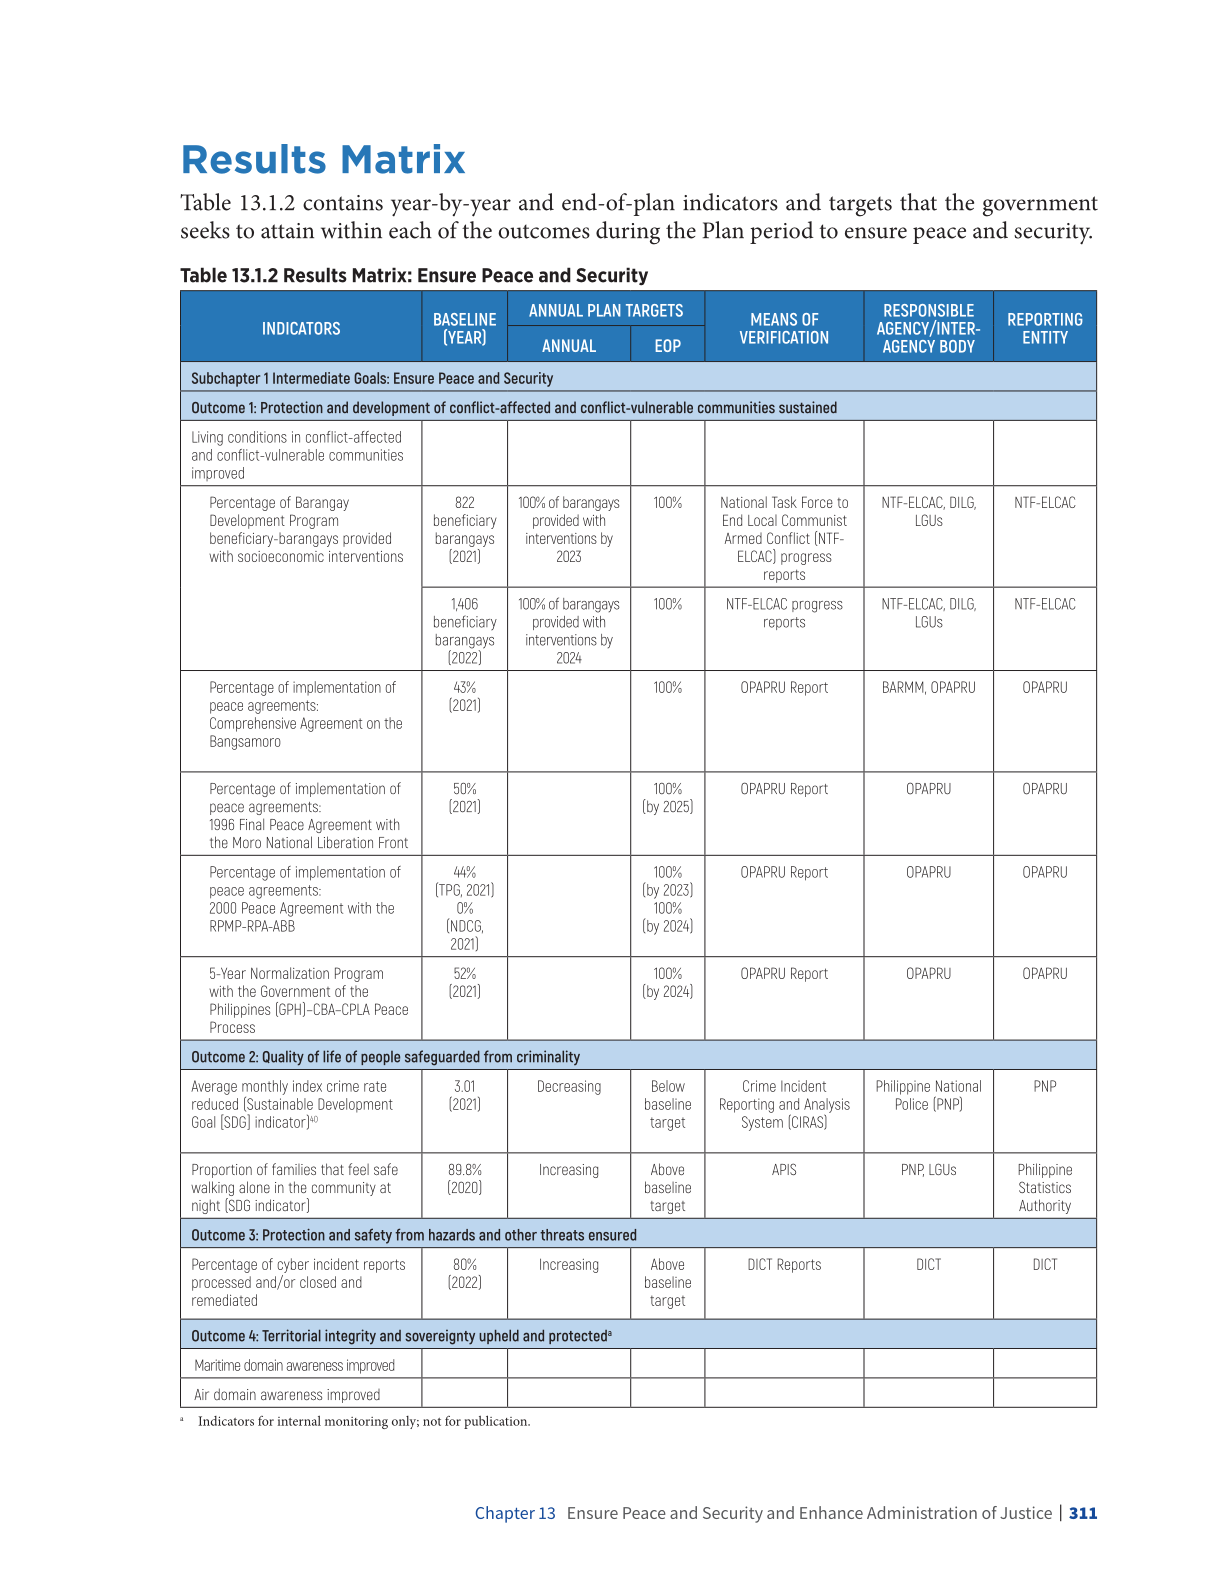 Results Matrix
Table 13.1.2 contains year-by-year and end-of-plan indicators and targets that the government
seeks to attain within each of the outcomes during the Plan period to ensure peace and security.
Table 13.1.2 Results Matrix: Ensure Peace and Security
INDICATORS
BASELINE
(YEAR)
ANNUAL PLAN TARGETS
ANNUAL
EOP
MEANS OF
VERIFICATION
RESPONSIBLE
AGENCY/INTER-
AGENCY BODY
REPORTING
ENTITY
Subchapter 1 Intermediate Goals: Ensure Peace and Security
Outcome 1: Protection and development of conflict-affected and conflict-vulnerable communities sustained
Living conditions in conflict-affected
and conflict-vulnerable communities
improved
Percentage of Barangay
Development Program
beneficiary-barangays provided
with socioeconomic interventions
822
beneficiary
barangays
(2021)
100% of barangays
provided with
interventions by
2023
100%
National Task Force to
End Local Communist
Armed Conflict (NTF-
ELCAC) progress
reports
NTF-ELCAC, DILG,
LGUs
NTF-ELCAC
1,406
beneficiary
barangays
(2022)
100% of barangays
provided with
interventions by
2024
100%
NTF-ELCAC progress
reports
NTF-ELCAC, DILG,
LGUs
NTF-ELCAC
Percentage of implementation of
peace agreements:
Comprehensive Agreement on the
Bangsamoro
43%
(2021)
100%
OPAPRU Report
BARMM, OPAPRU
OPAPRU
Percentage of implementation of
peace agreements:
1996 Final Peace Agreement with
the Moro National Liberation Front
50%
(2021)
100%
(by 2025)
OPAPRU Report
OPAPRU
OPAPRU
Percentage of implementation of
peace agreements:
2000 Peace Agreement with the
RPMP-RPA-ABB
44%
(TPG, 2021)
0%
(NDCG,
2021)
100%
(by 2023)
100%
(by 2024)
OPAPRU Report
OPAPRU
OPAPRU
5-Year Normalization Program
with the Government of the
Philippines (GPH)–CBA–CPLA Peace
Process
52%
(2021)
100%
(by 2024)
OPAPRU Report
OPAPRU
OPAPRU
Outcome 2: Quality of life of people safeguarded from criminality
Average monthly index crime rate
reduced (Sustainable Development
Goal [SDG] indicator)40
3.01
(2021)
Decreasing
Below
baseline
target
Crime Incident
Reporting and Analysis
System (CIRAS)
Philippine National
Police (PNP)
PNP
Proportion of families that feel safe
walking alone in the community at
night (SDG indicator)
89.8%
(2020)
Increasing
Above
baseline
target
APIS
PNP, LGUs
Philippine
Statistics
Authority
Outcome 3: Protection and safety from hazards and other threats ensured
Percentage of cyber incident reports
processed and/or closed and
remediated
80%
(2022)
Increasing
Above
baseline
target
DICT Reports
DICT
DICT
Outcome 4: Territorial integrity and sovereignty upheld and protecteda
Maritime domain awareness improved
Air domain awareness improved
a Indicators for internal monitoring only; not for publication.
Chapter 13 Ensure Peace and Security and Enhance Administration of Justice | 311